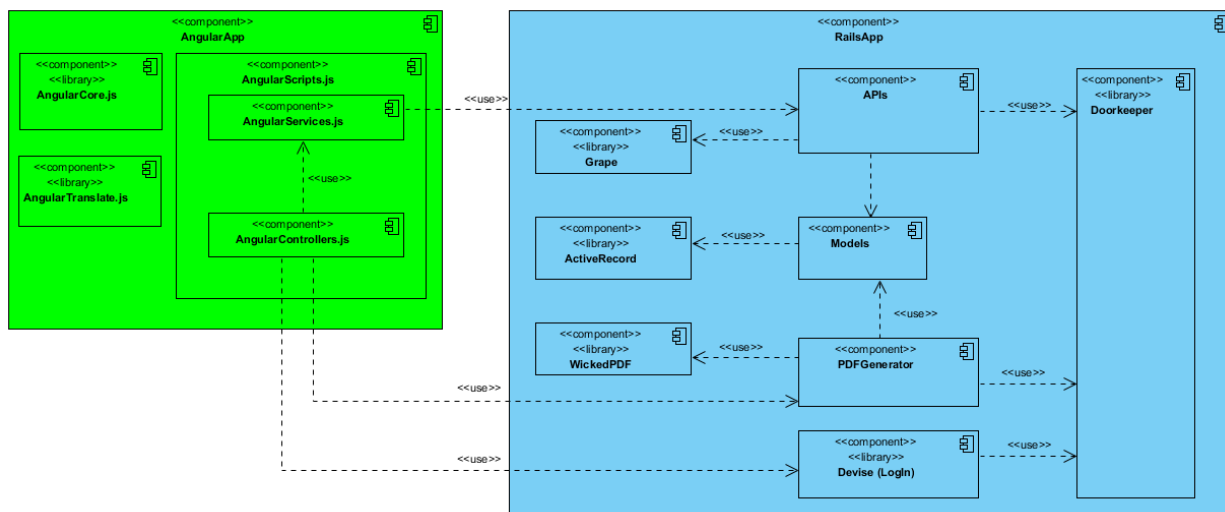 <<component>>
AngularApp
<<component>>
<<library>>
AngularCore.js
<<component>>
<<library>>
AngularTranslate.js
<<component>>
AngularScripts.js
<<component>>
AngularServices.js
<<use>>
<<component>>
AngularControllers.js
<<use>>
<<use>>
<<use>>
<<component>>
RailsApp
<<component>>
APIs
<<use>>
<<component>>
<<library>>
Doorkeeper
<<use>>
<<component>>
<<library>>
Grape
<<component>>
Models
<<use>>
<<component>>
<<library>>
ActiveRecord
<<use>>
<<component>>
<<library>>
WickedPDF
<<use>>
<<component>>
PDFGenerator
<<use>>
<<component>>
<<library>>
Devise (LogIn)
<<use>>